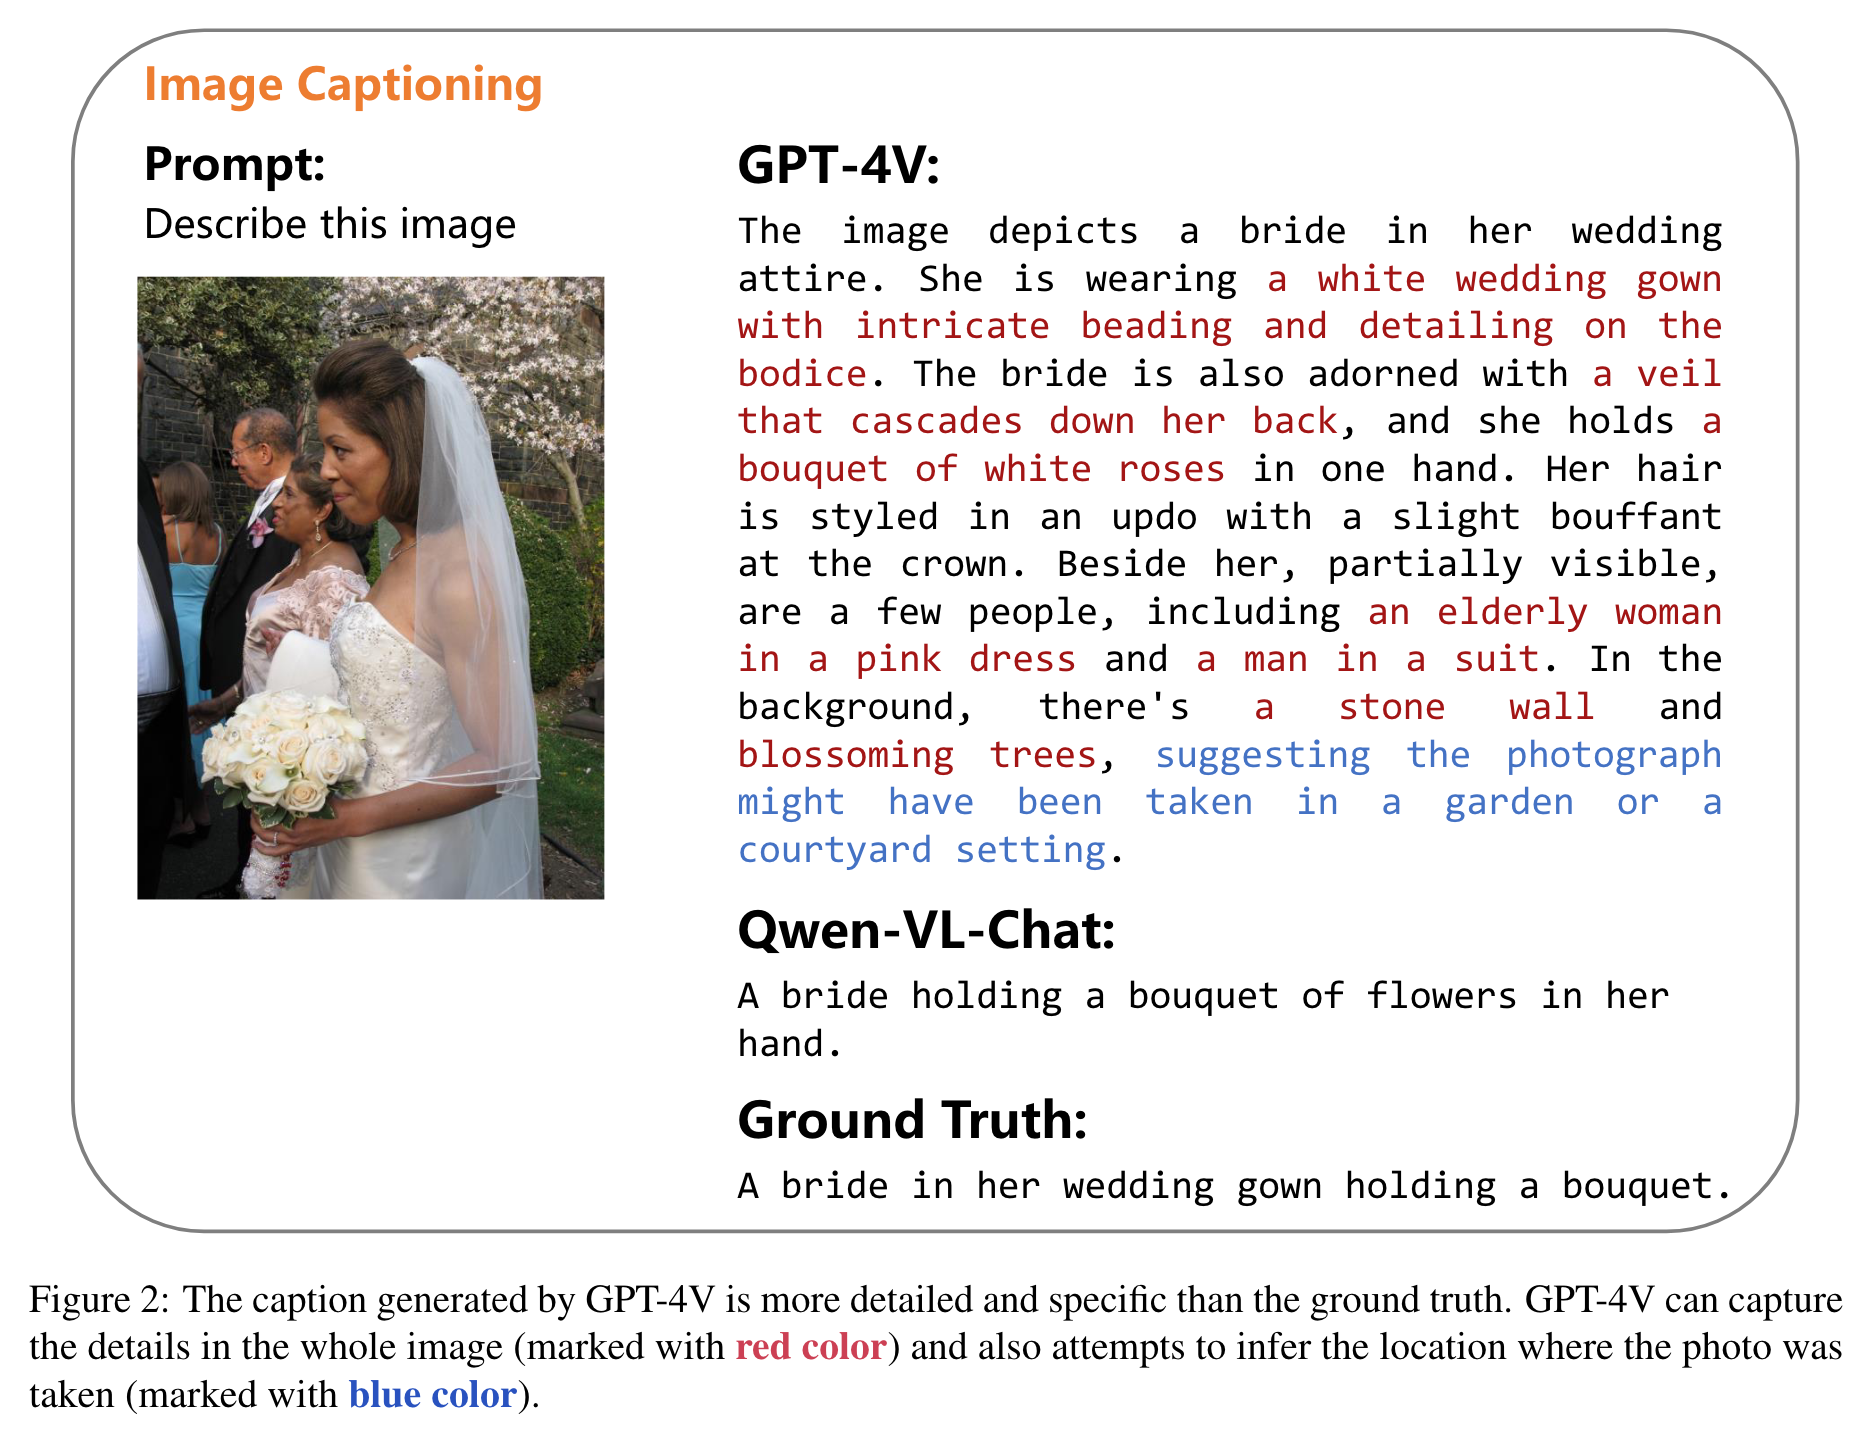 Image Captioning
Prompt:
Describe this image
GPT-4V:
The image depicts a bride in her wedding
attire. She is wearing a white wedding gown
with intricate beading and detailing on the
bodice. The bride is also adorned with a veil
that cascades down her back, and she holds a
bouquet of white roses in one hand. Her hair
is styled in an updo with a slight bouffant
at the crown. Beside her, partially visible,
are a few people, including an elderly woman
in a pink dress and a man in a suit. In the
background, there's a stone wall and
blossoming trees, suggesting the photograph
might have been taken in a garden or a
courtyard setting.
Qwen-VL-Chat:
A bride holding a bouquet of flowers in her
hand.
Ground Truth:
A bride in her wedding gown holding a bouquet.
Figure 2: The caption generated by GPT-4V is more detailed and specific than the ground truth. GPT-4V can capture
the details in the whole image (marked with red color) and also attempts to infer the location where the photo was
taken (marked with blue color).